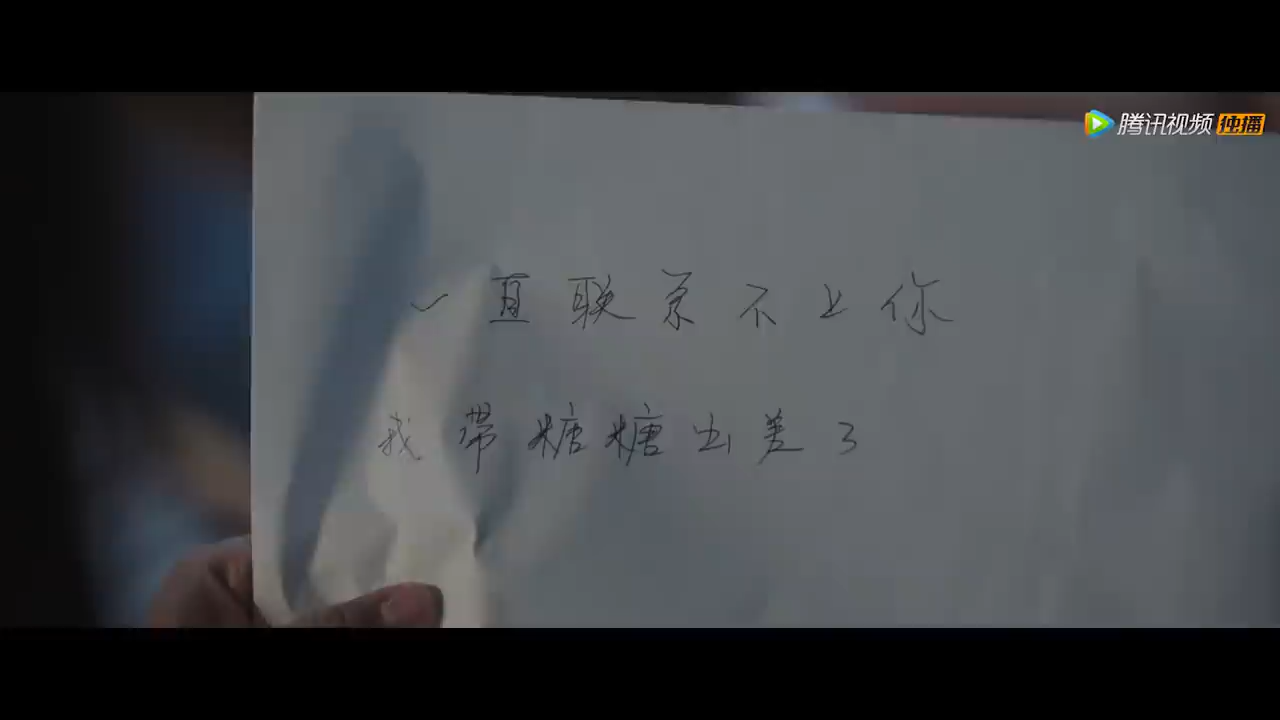 腾讯视频 独播
一直联系不上你
我带糖糖出差了